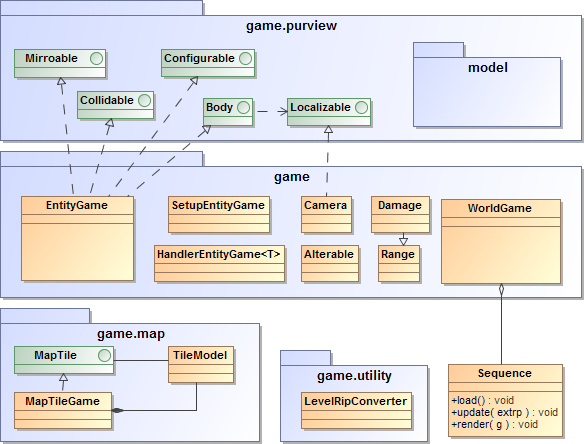 game.purview
Mirroable
Configurable
model
Collidable
Body
Localizable
game
EntityGame
SetupEntityGame
Camera
Damage
WorldGame
HandlerEntityGame<T>
Alterable
Range
game.map
MapTile
TileModel
MapTileGame
game.utility
LevelRipConverter
Sequence
+load() : void
+update( extrp ) : void
+render( g ) : void